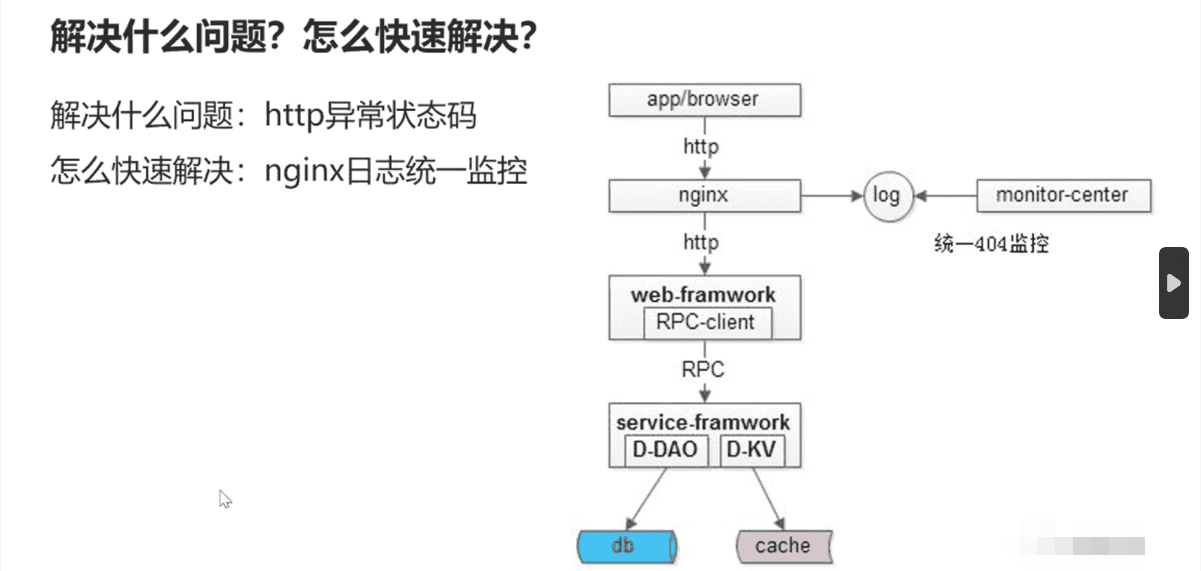 解决什么问题？怎么快速解决？
解决什么问题：http异常状态码
怎么快速解决：nginx日志统一监控
app/browser
http
nginx
log
monitor-center
统一404监控
http
web-framwork
RPC-client
RPC
service-framwork
D-DAO
D-KV
db
cache